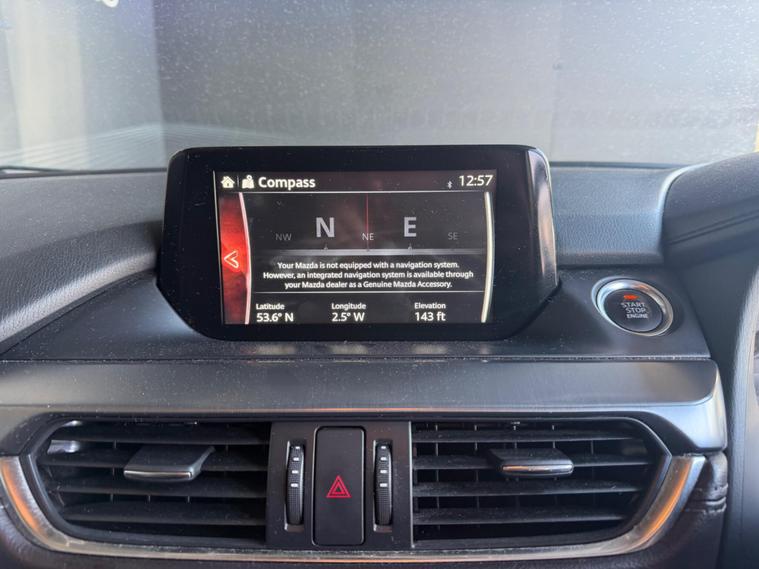 Compass
12:57
N E
NW NE SE
Your Mazda is not equipped with a navigation system.
However, an integrated navigation system is available through
your Mazda dealer as a Genuine Mazda Accessory.
Latitude Longitude Elevation
53.6° N 2.5° W 143 ft
START
STOP
ENGINE